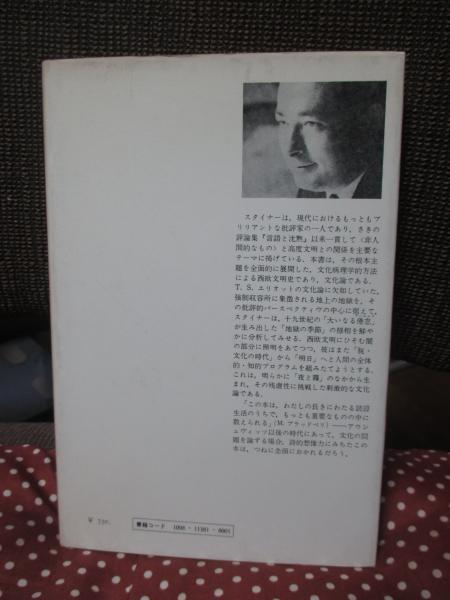 スタイナーは，現代におけるもっともブ
リリアントな批評家の一人であり，さきの
評論集『言語と沈黙』以来一貫して〈非人
間的なもの〉と高度文明との関係を主要な
テーマに掲げている。本書は，その根本主
題を全面的に展開した，文化病理学的方法
による西欧文明史であり，文化論である。
T. S. エリオットの文化論に欠如していた，
強制収容所に象徴される地上の地獄を，そ
の批評的パースペクティヴの中心に据えて，
スタイナーは，十九世紀の「大いなる倦怠」
が生み出した「地獄の季節」の様相を鮮や
かに分析してみせる。西欧文明にひそむ闇
の部分に照明をあてつつ，彼はまた「脱・
文化の時代」から「明日」へと人間の全体
的・知的プログラムを組みたてようとする。
これは，明らかに「夜と霧」のなかから生
まれ，その残虐性に挑戦した刺激的な文化
論である。
「この本は，わたしの長きにわたる読書
生活のうちで，もっとも重要なものの中に
数えられる」(M. ブラッドベリ)——アウシ
ュヴィッツ以後の時代にあって，文化の問
題を論ずる場合，詩的想像力にみちたこの
本は，つねに念頭におかれるだろう。
￥
書籍コード 1098-11981-6901